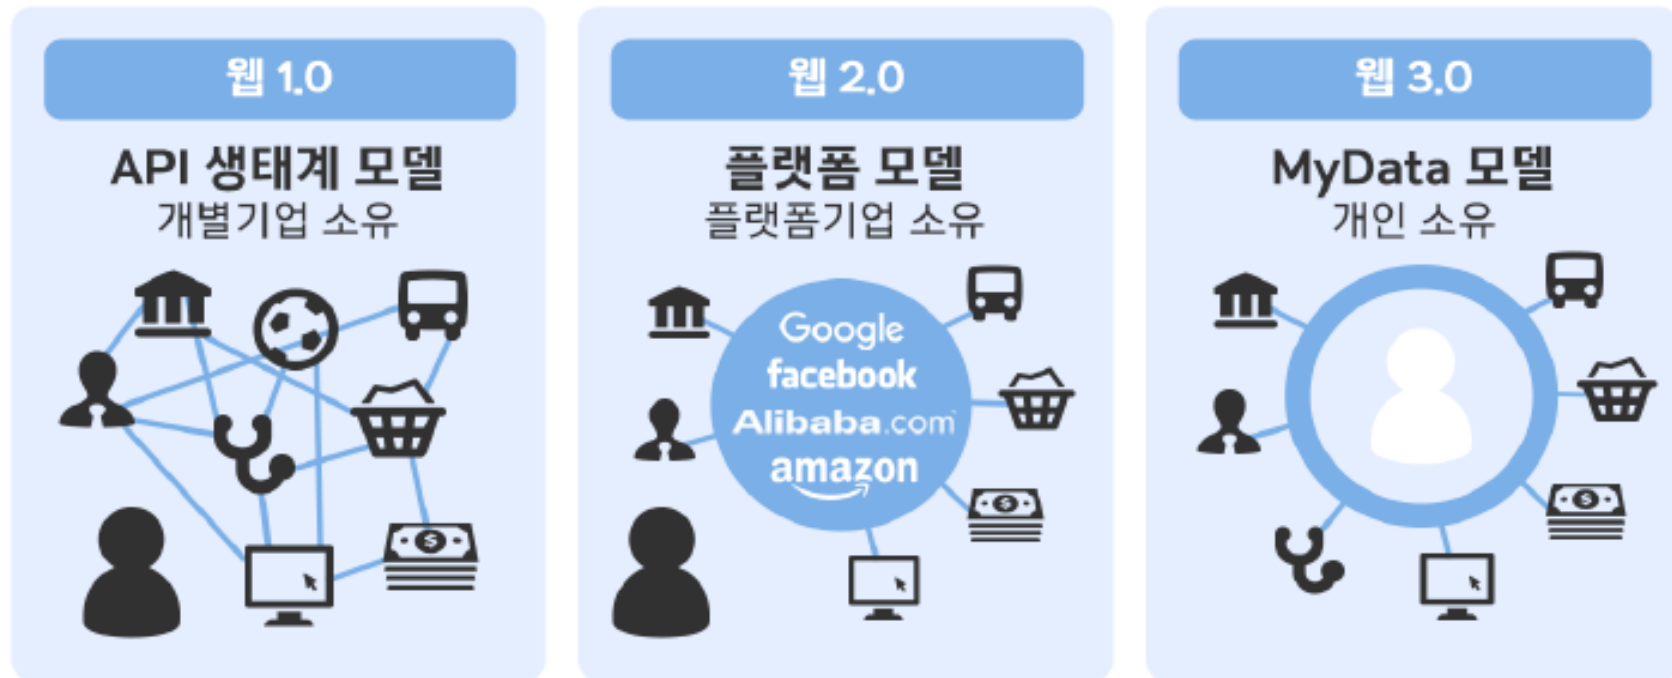 웹 1.0
API 생태계 모델
개별기업 소유
웹 2.0
플랫폼 모델
플랫폼기업 소유
Google
facebook
Alibaba.com
amazon
웹 3.0
MyData 모델
개인 소유